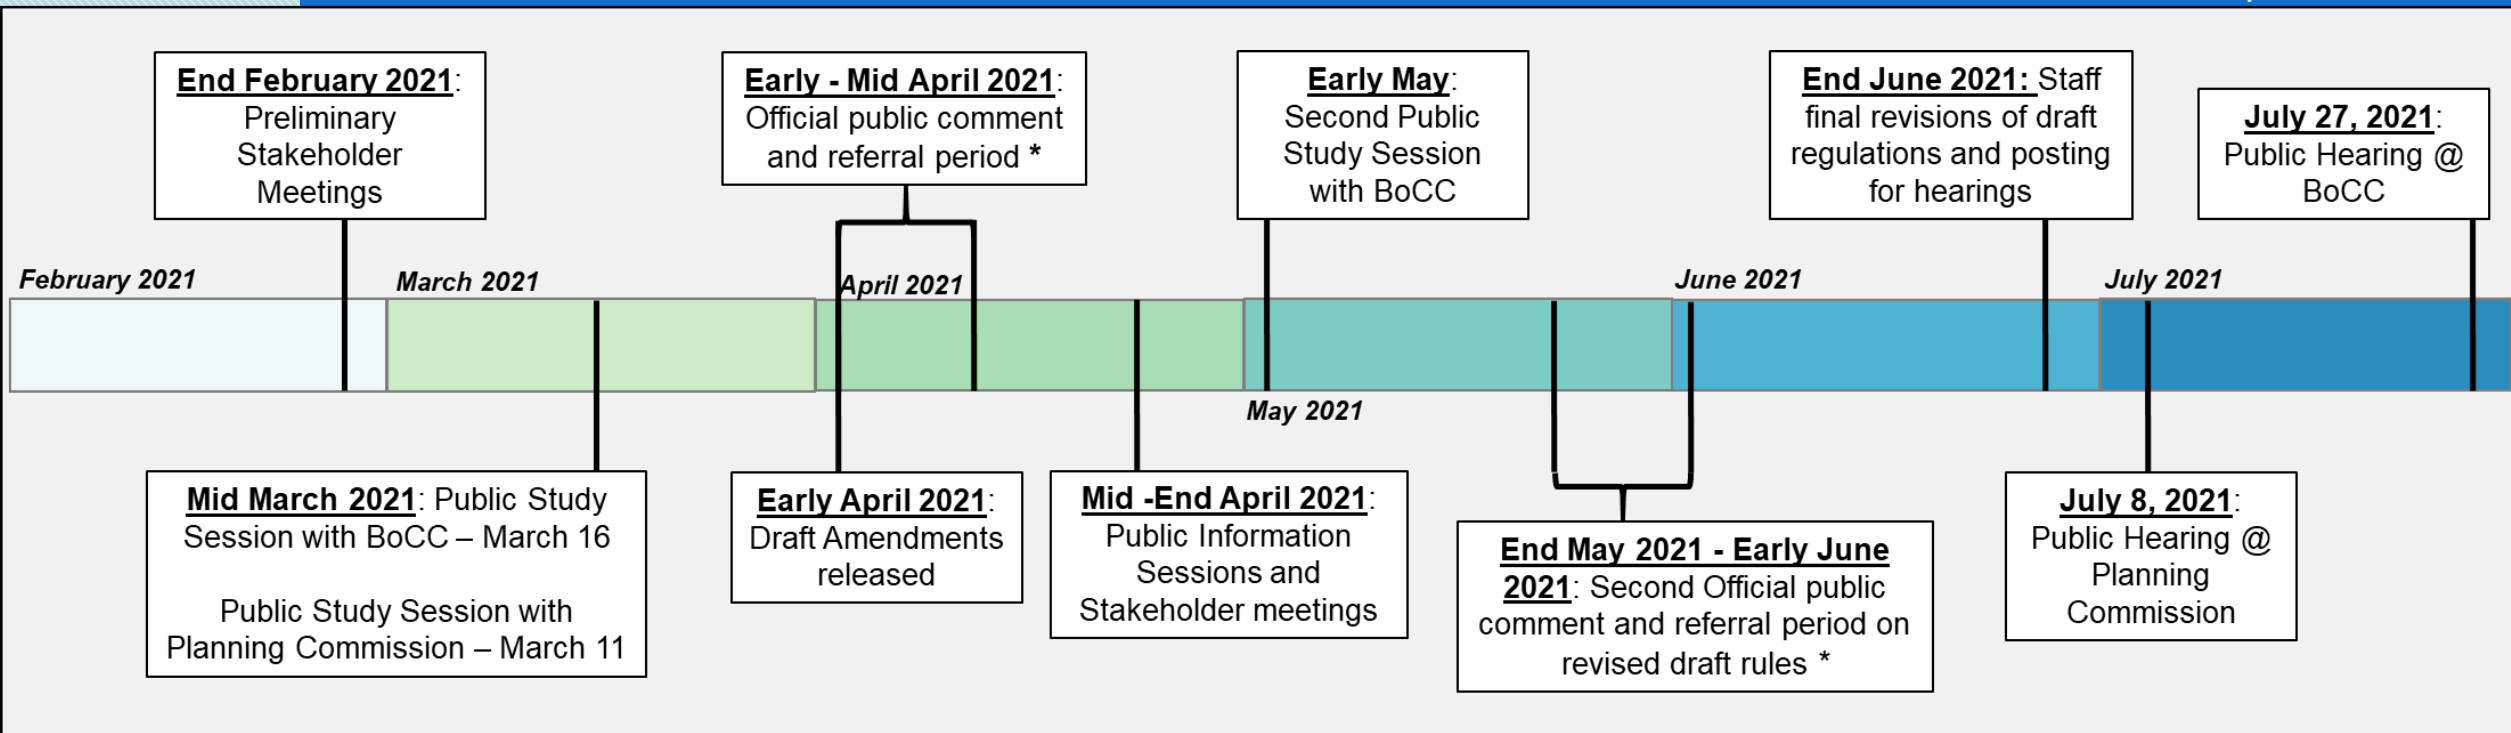 End February 2021:
Preliminary
Stakeholder
Meetings
Early - Mid April 2021:
Official public comment
and referral period *
Early May:
Second Public
Study Session
with BoCC
End June 2021: Staff
final revisions of draft
regulations and posting
for hearings
July 27, 2021:
Public Hearing @
BoCC
February 2021
March 2021
April 2021
May 2021
June 2021
July 2021
Mid March 2021: Public Study
Session with BoCC – March 16
Public Study Session with
Planning Commission – March 11
Early April 2021:
Draft Amendments
released
Mid -End April 2021:
Public Information
Sessions and
Stakeholder meetings
End May 2021 - Early June
2021: Second Official public
comment and referral period on
revised draft rules *
July 8, 2021:
Public Hearing @
Planning
Commission